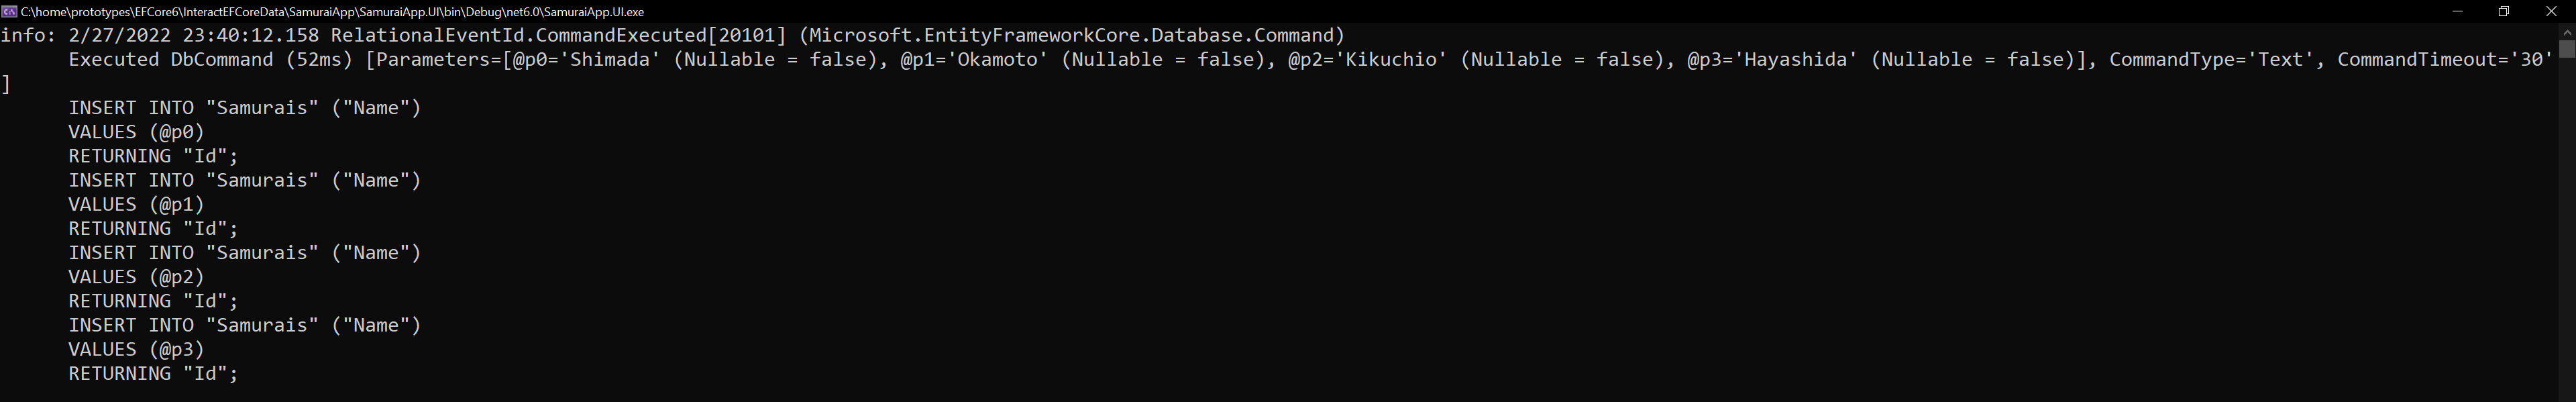 C:\home\prototypes\EFCore6\InteractEFCoreData\SamuraiApp\SamuraiApp.UI\bin\Debug\net6.0\SamuraiApp.UI.exe
info: 2/27/2022 23:40:12.158 RelationalEventId.CommandExecuted[20101] (Microsoft.EntityFrameworkCore.Database.Command)
Executed DbCommand (52ms) [Parameters=[@p0='Shimada' (Nullable = false), @p1='Okamoto' (Nullable = false), @p2='Kikuchio' (Nullable = false), @p3='Hayashida' (Nullable = false)], CommandType='Text', CommandTimeout='30'
]
INSERT INTO "Samurais" ("Name")
VALUES (@p0)
RETURNING "Id";
INSERT INTO "Samurais" ("Name")
VALUES (@p1)
RETURNING "Id";
INSERT INTO "Samurais" ("Name")
VALUES (@p2)
RETURNING "Id";
INSERT INTO "Samurais" ("Name")
VALUES (@p3)
RETURNING "Id";